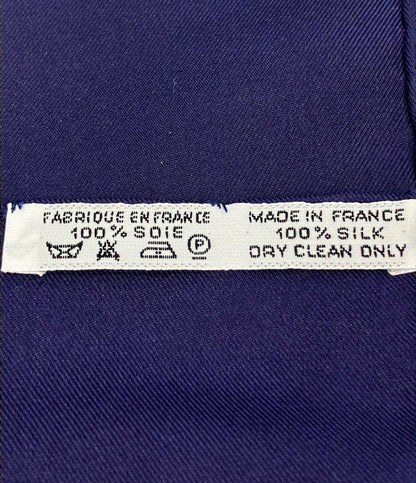 FABRIQUE EN FRANCE
100% SOIE
P
MADE IN FRANCE
100% SILK
DRY CLEAN ONLY